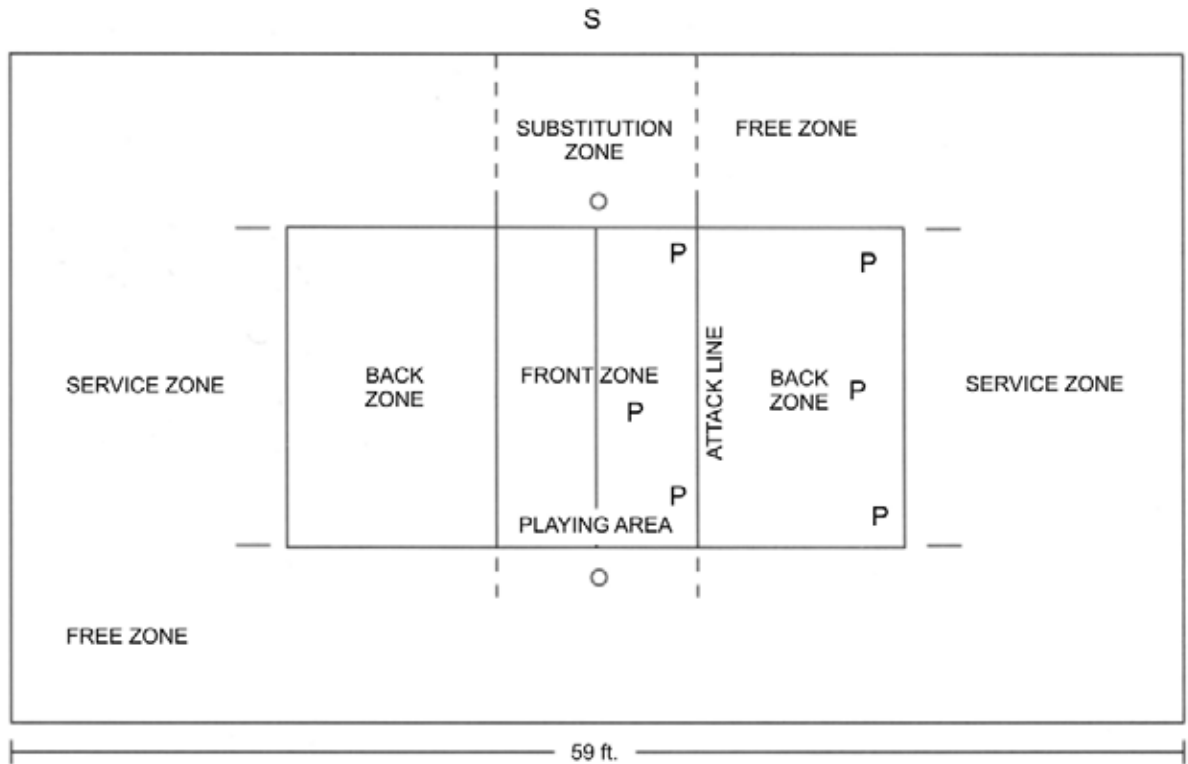 S
SUBSTITUTION
ZONE
FREE ZONE
P
P
SERVICE ZONE
BACK
ZONE
FRONT ZONE
P
ATTACK LINE
BACK
ZONE
P
SERVICE ZONE
P
P
PLAYING AREA
FREE ZONE
59 ft.